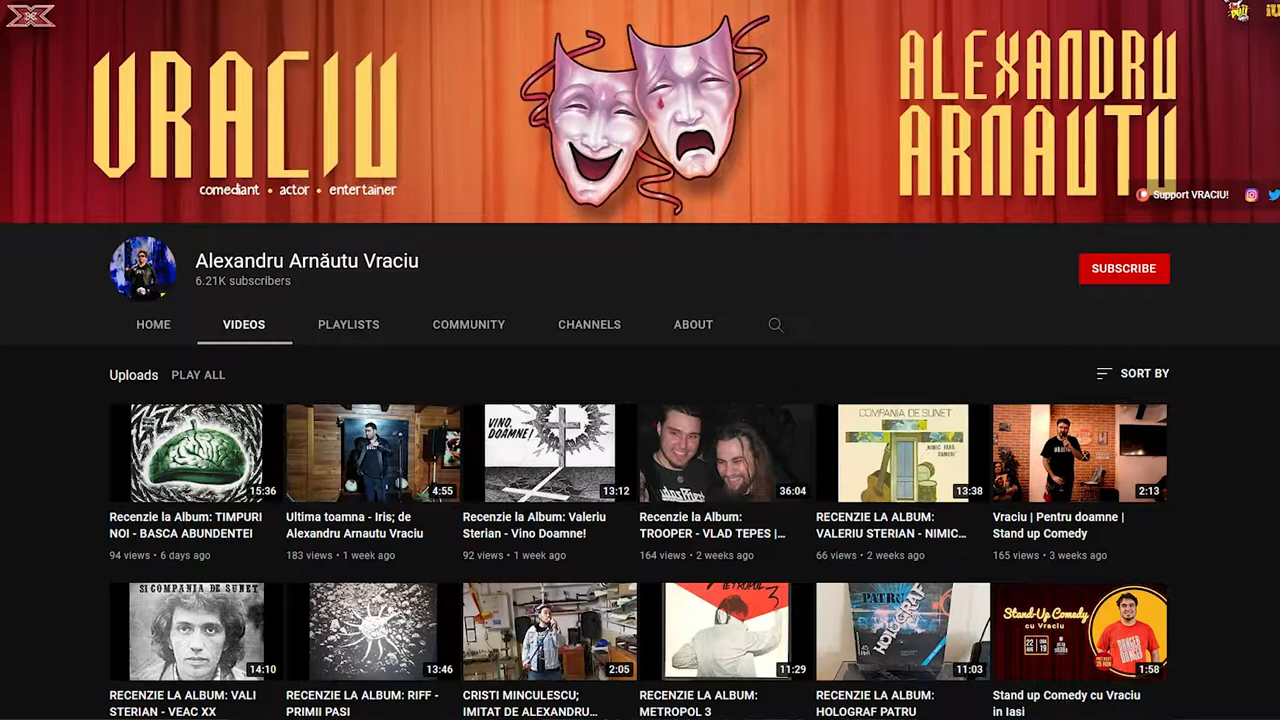 VRACIU
comediant • actor • entertainer
ALEXANDRU
ARNAUTU
Support VRACIU!
Alexandru Arnăutu Vraciu
6.21K subscribers
SUBSCRIBE
HOME VIDEOS PLAYLISTS COMMUNITY CHANNELS ABOUT
Uploads PLAY ALL
SORT BY
15:36
4:55
VINO,
DOAMNE!
13:12
36:04
COMPANIA DE SUNET
„NIMIC FĂRĂ
OAMENI"
13:38
VRACIU
2:13
Recenzie la Album: TIMPURI
NOI - BASCA ABUNDENTEI
94 views • 6 days ago
Ultima toamna - Iris; de
Alexandru Arnautu Vraciu
183 views • 1 week ago
Recenzie la Album: Valeriu
Sterian - Vino Doamne!
92 views • 1 week ago
Recenzie la Album:
TROOPER - VLAD TEPES |...
164 views • 2 weeks ago
RECENZIE LA ALBUM:
VALERIU STERIAN - NIMIC...
66 views • 2 weeks ago
Vraciu | Pentru doamne |
Stand up Comedy
165 views • 3 weeks ago
SI COMPANIA DE SUNET
14:10
13:46
2:05
METROPOL 3
11:29
PATRU
HOLOGRAF
11:03
Stand-Up Comedy
cu Vraciu
22
19
1:58
RECENZIE LA ALBUM: VALI
STERIAN - VEAC XX
RECENZIE LA ALBUM: RIFF -
PRIMII PASI
CRISTI MINCULESCU;
IMITAT DE ALEXANDRU...
RECENZIE LA ALBUM:
METROPOL 3
RECENZIE LA ALBUM:
HOLOGRAF PATRU
Stand up Comedy cu Vraciu
in Iasi